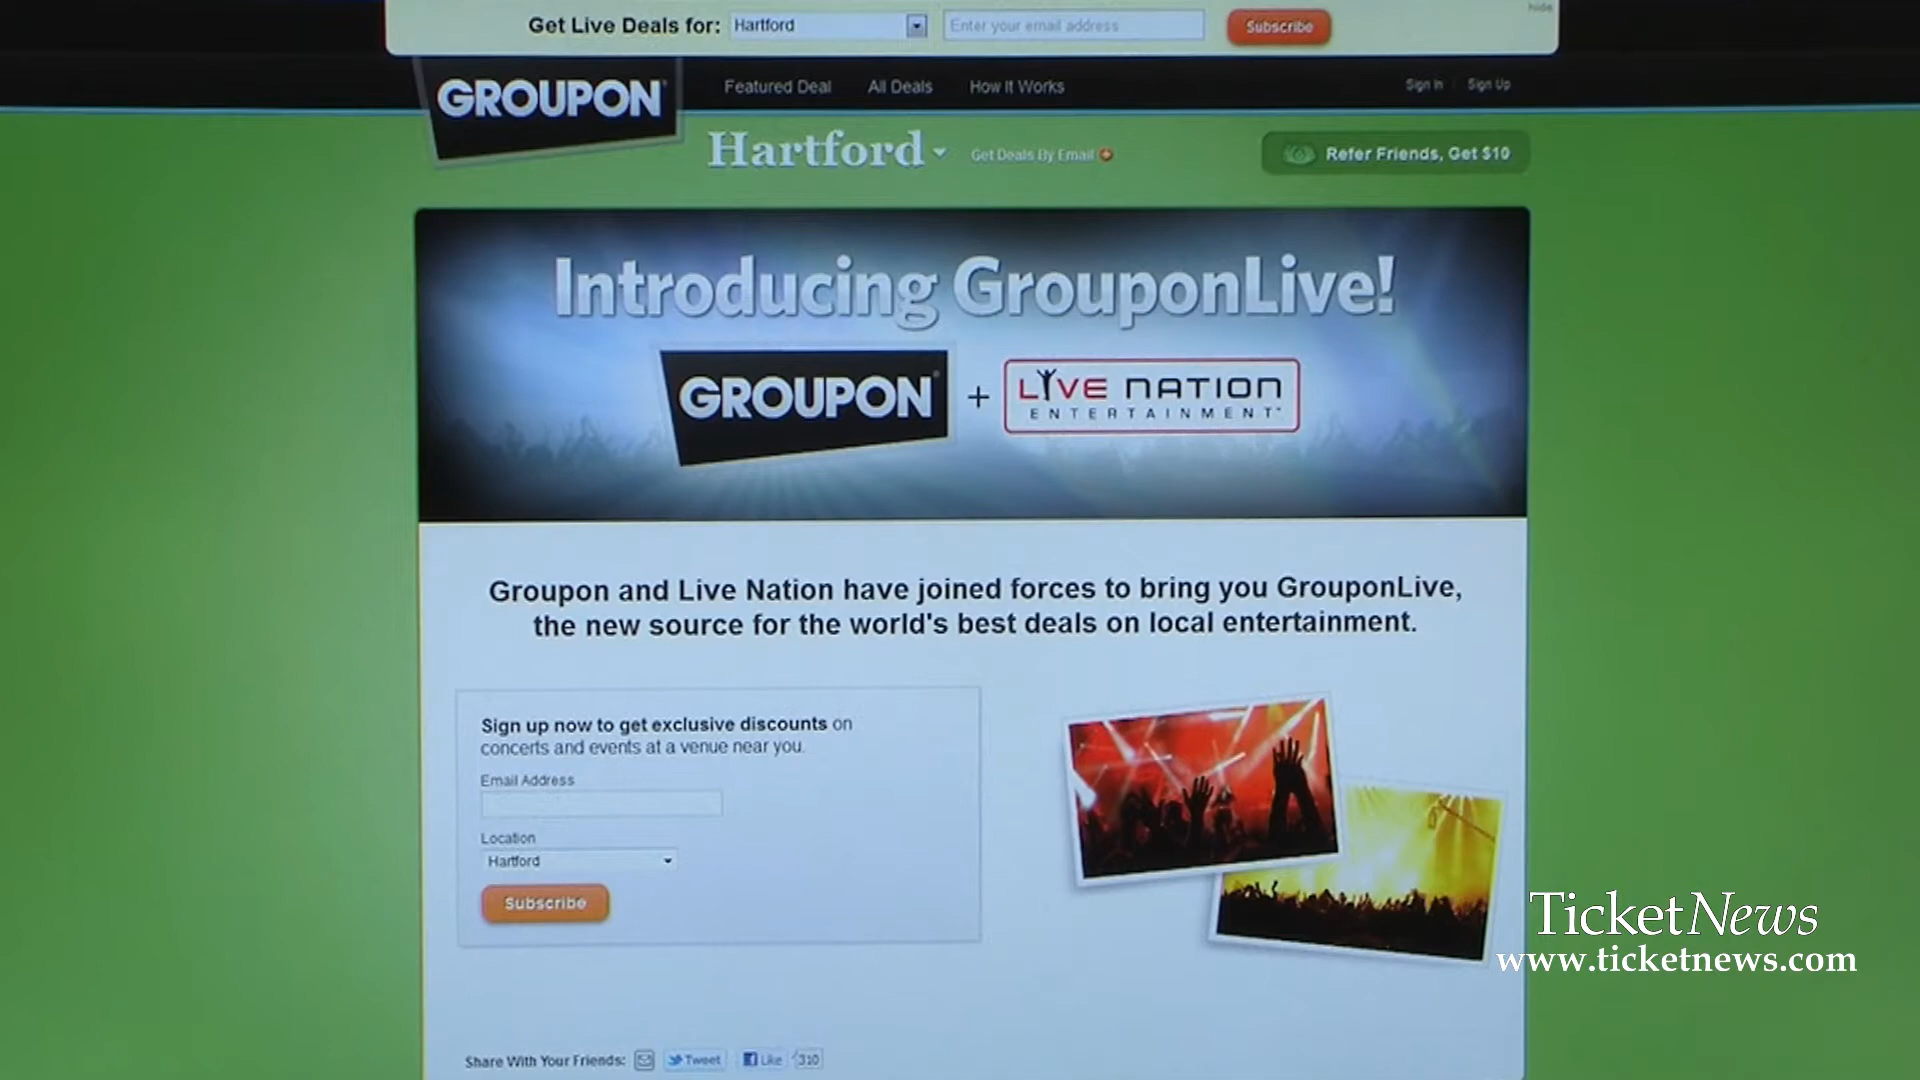 hide
Get Live Deals for: Hartford Enter your email address Subscribe
GROUPON Featured Deal All Deals How It Works Sign In Sign Up
Hartford Get Deals By Email Refer Friends, Get $10
Introducing GrouponLive!
GROUPON + LIVE NATION
ENTERTAINMENT
Groupon and Live Nation have joined forces to bring you GrouponLive,
the new source for the world's best deals on local entertainment.
Sign up now to get exclusive discounts on
concerts and events at a venue near you.
Email Address
Location
Hartford
Subscribe
TicketNews
www.ticketnews.com
Share With Your Friends: Tweet Like 310